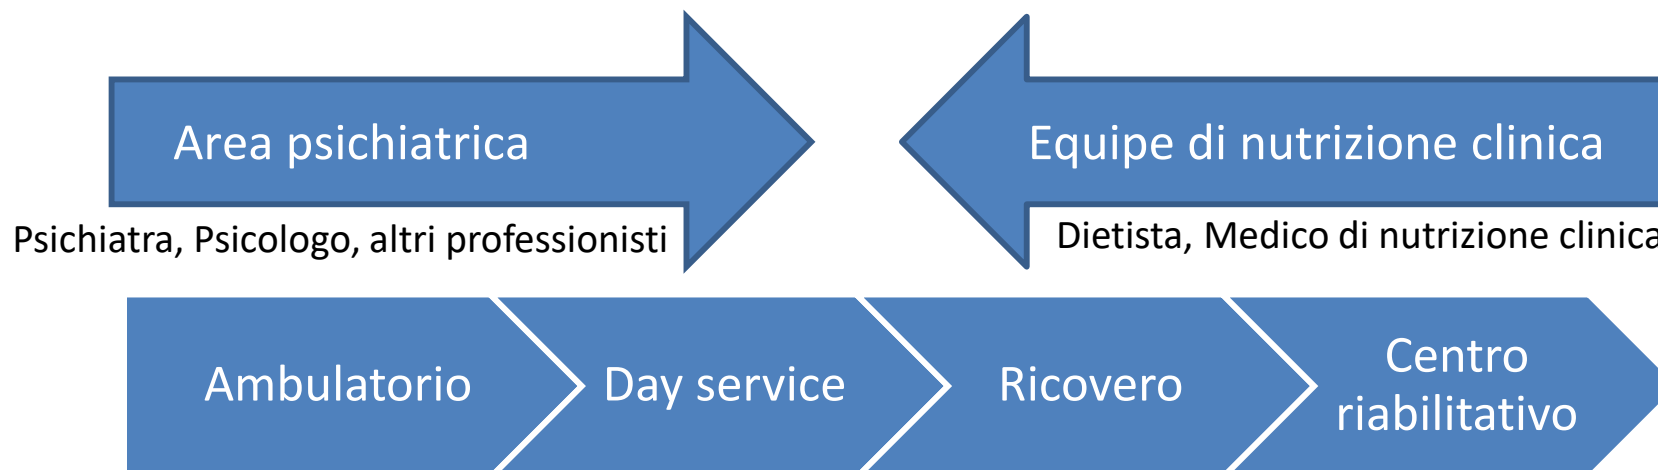 Area psichiatrica
Equipe di nutrizione clinica
Psichiatra, Psicologo, altri professionisti
Dietista, Medico di nutrizione clinica
Ambulatorio
Day service
Ricovero
Centro
riabilitativo